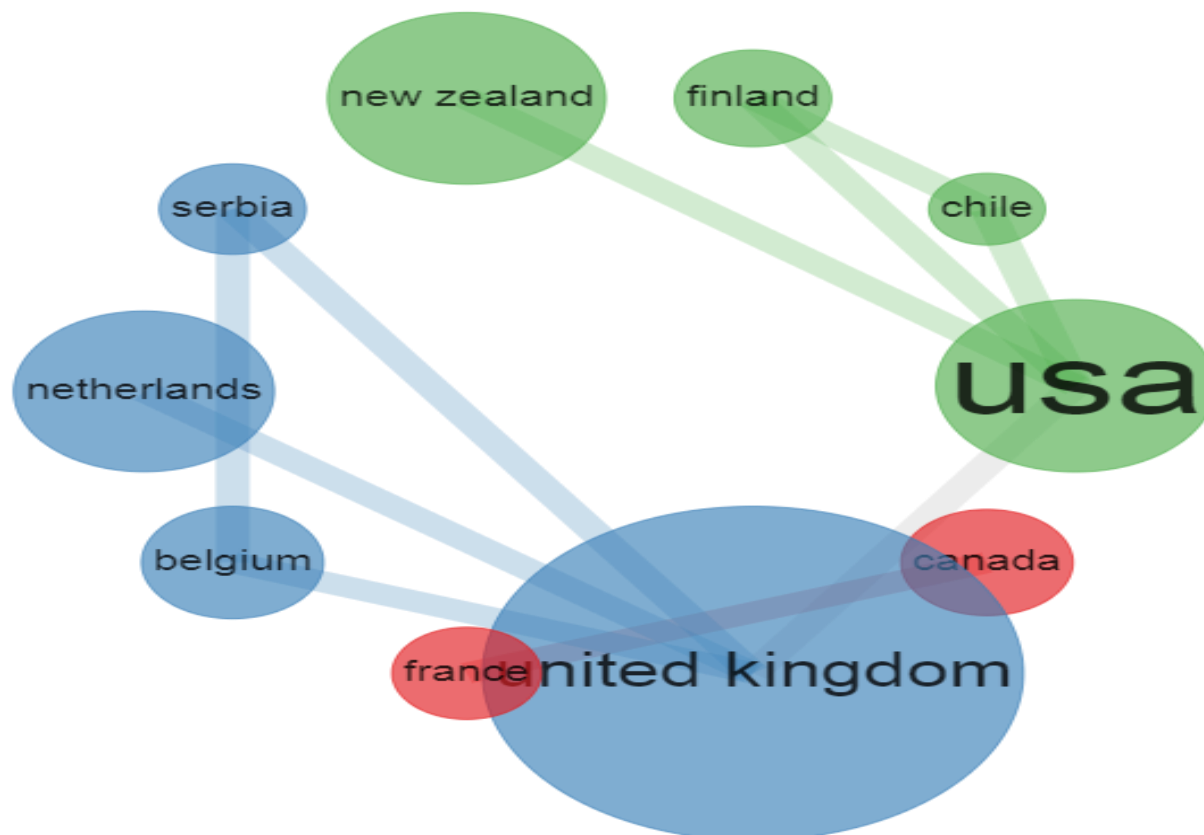 new zealand
finland
serbia
chile
usa
netherlands
belgium
canada
france
united kingdom